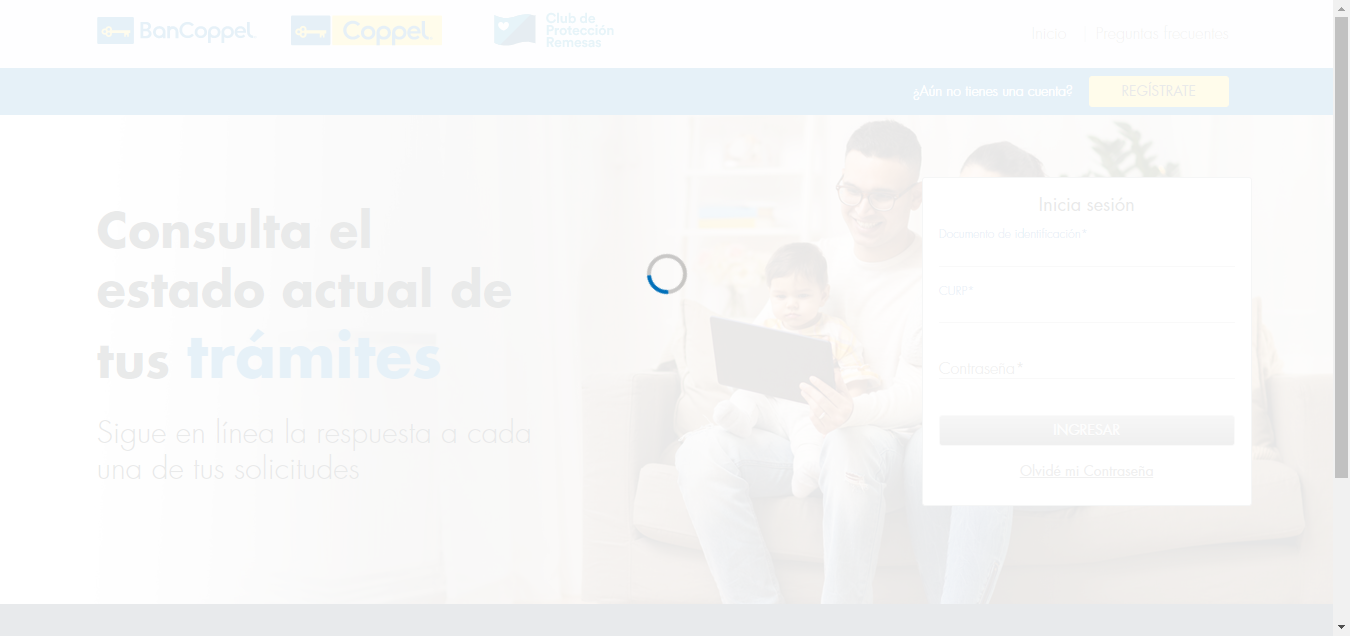 BanCoppel
Coppel
Club de
Protección
Remesas
Inicio
Preguntas frecuentes
¿Aún no tienes una cuenta?
REGÍSTRATE
Consulta el
estado actual de
tus trámites
Sigue en línea la respuesta a cada
una de tus solicitudes
Inicia sesión
Documento de identificación*
CURP*
Contraseña*
INGRESAR
Olvidé mi Contraseña